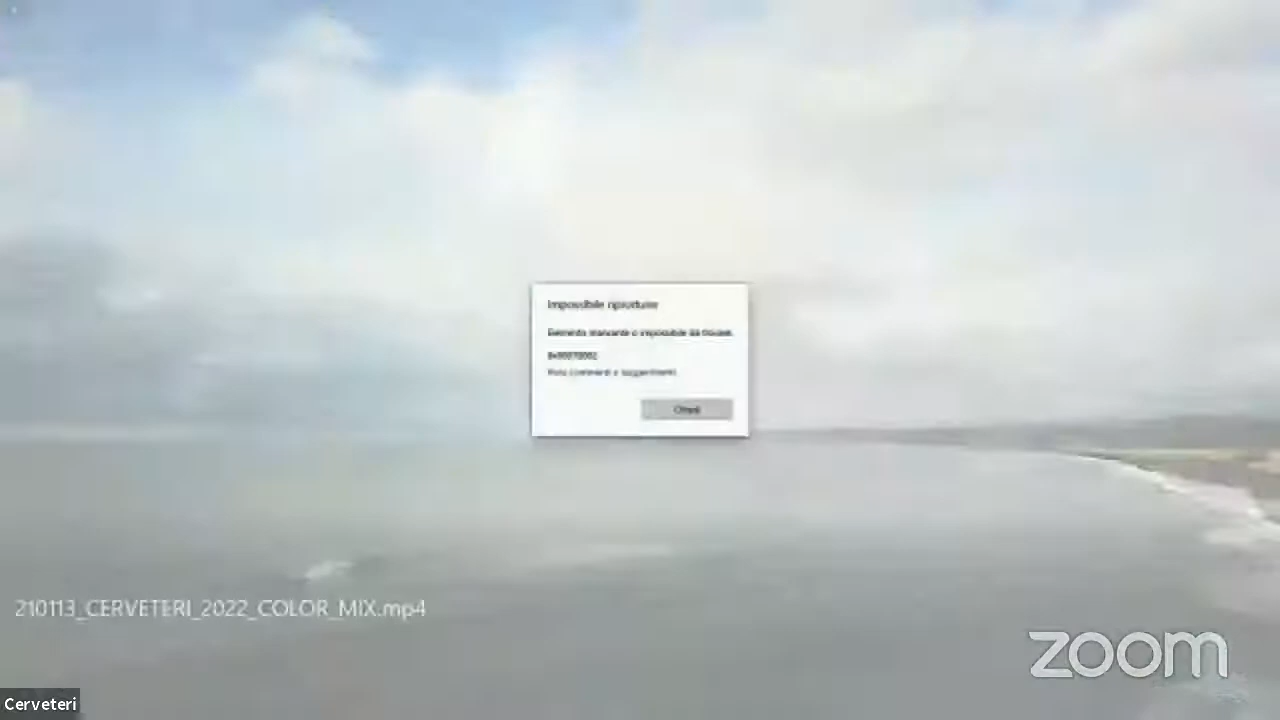 Impossibile riprodurre
Elemento mancante o impossibile da trovare.
Invia commenti e suggerimenti
Chiudi
210113_CERVETERI_2022_COLOR_MIX.mp4
zoom
Cerveteri